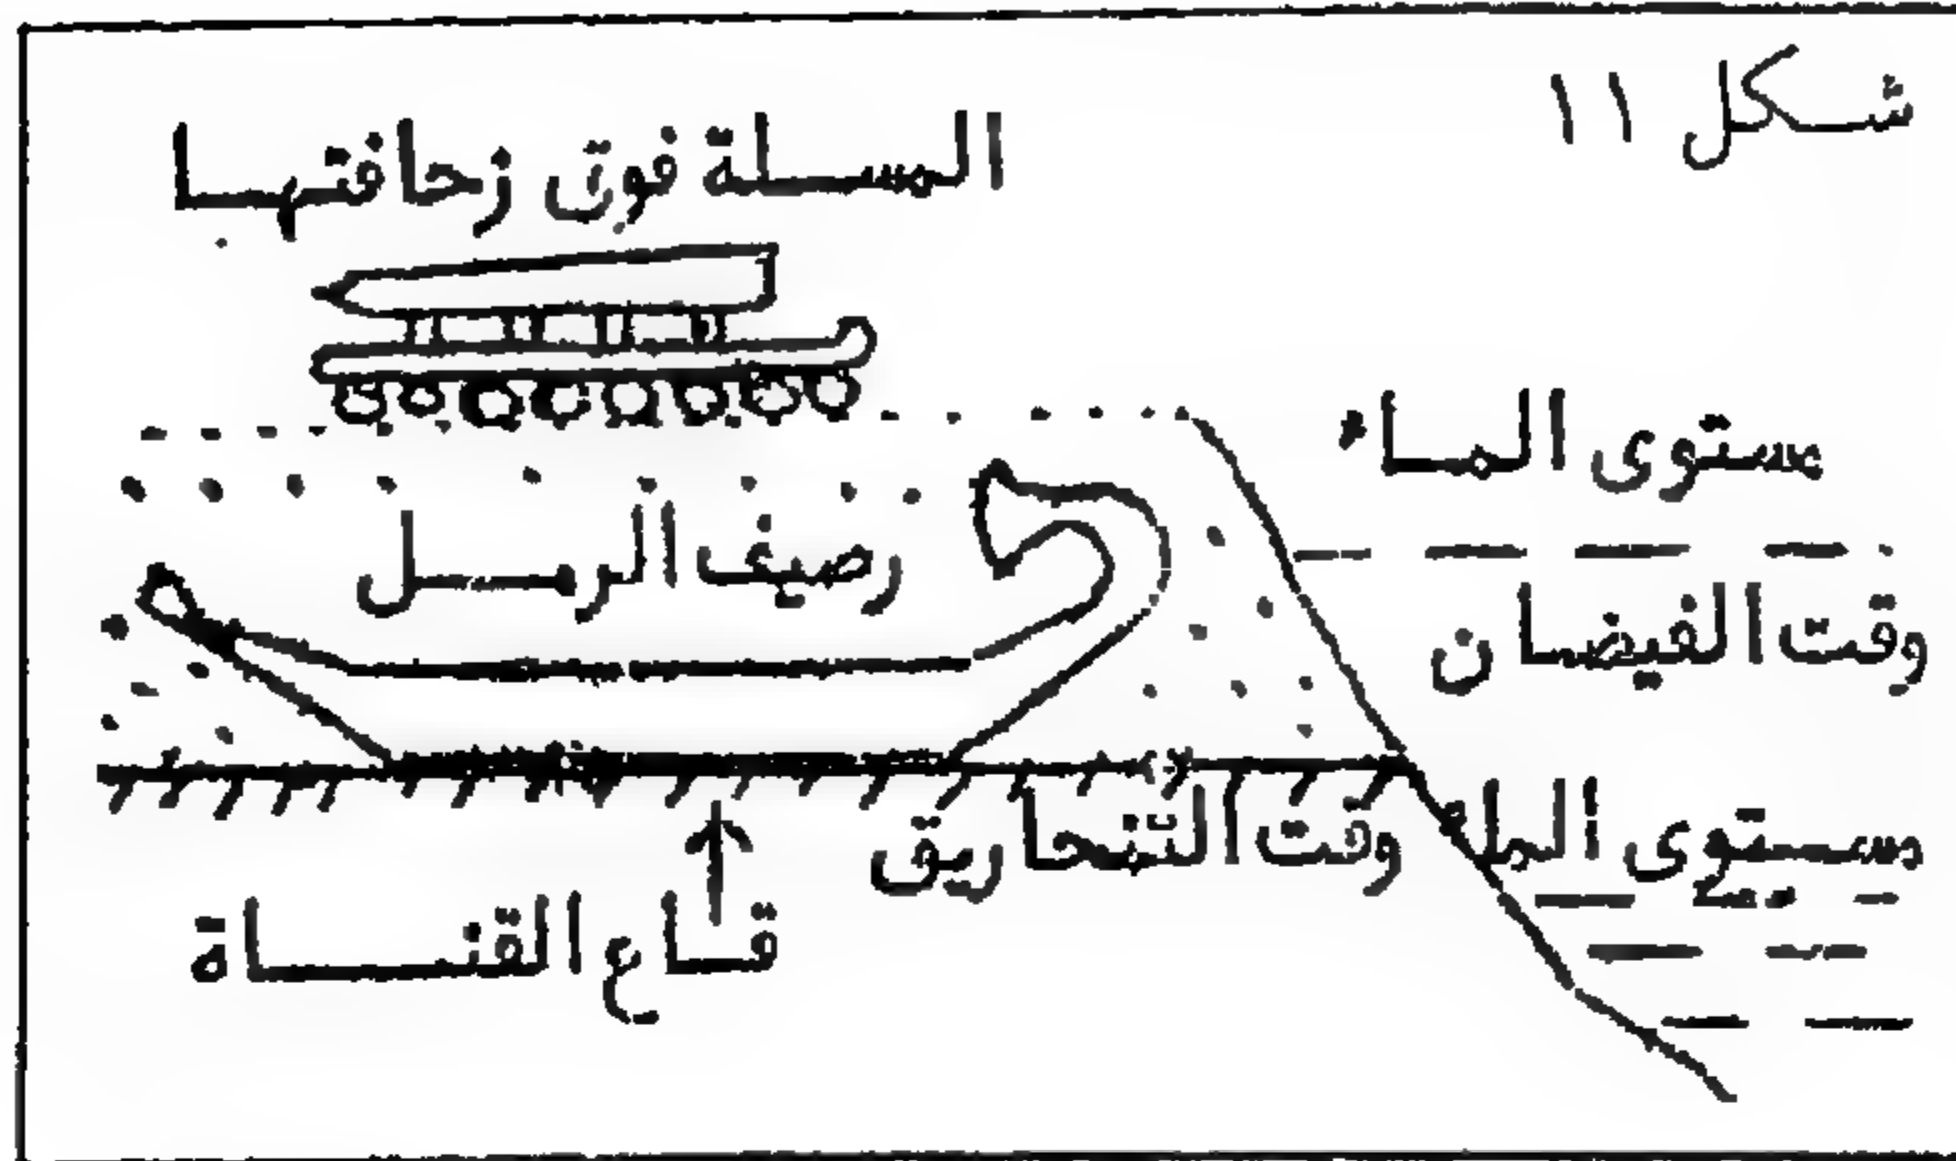 شكل ١١
المسلة فوق زحافتها
مستوى الماء
وقت الفيضان
رصيف الرمل
مستوى الماء وقت التحاريق
قاع القناة